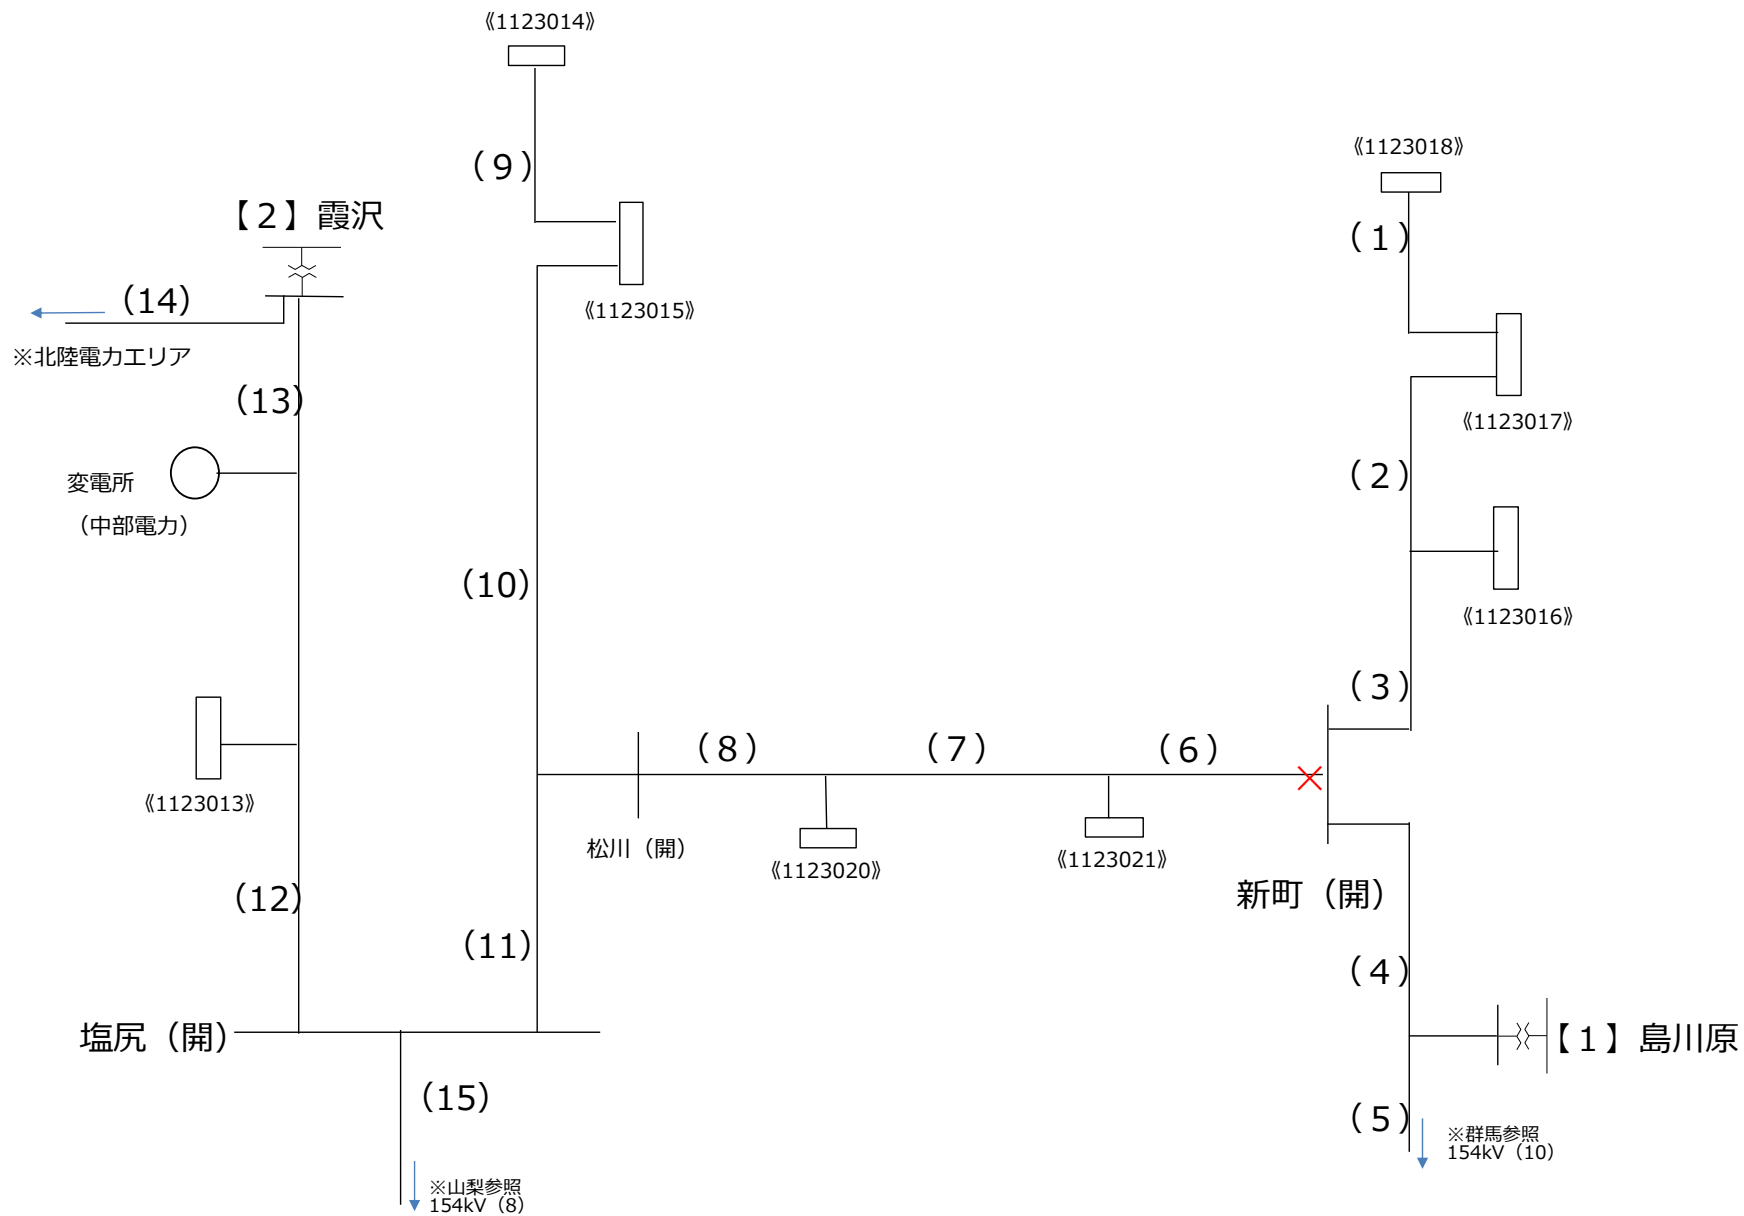 《1123014》
《1123018》
（９）
【２】霞沢
（１）
（14）
《1123015》
※北陸電力エリア
（13）
《1123017》
変電所
（中部電力）
（２）
（10）
《1123016》
（３）
（８）
（７）
（６）
《1123013》
松川（開）
《1123020》
《1123021》
（12）
新町（開）
（11）
（４）
塩尻（開）
【１】島川原
（15）
（５）
※群馬参照
154kV（10）
※山梨参照
154kV（8）